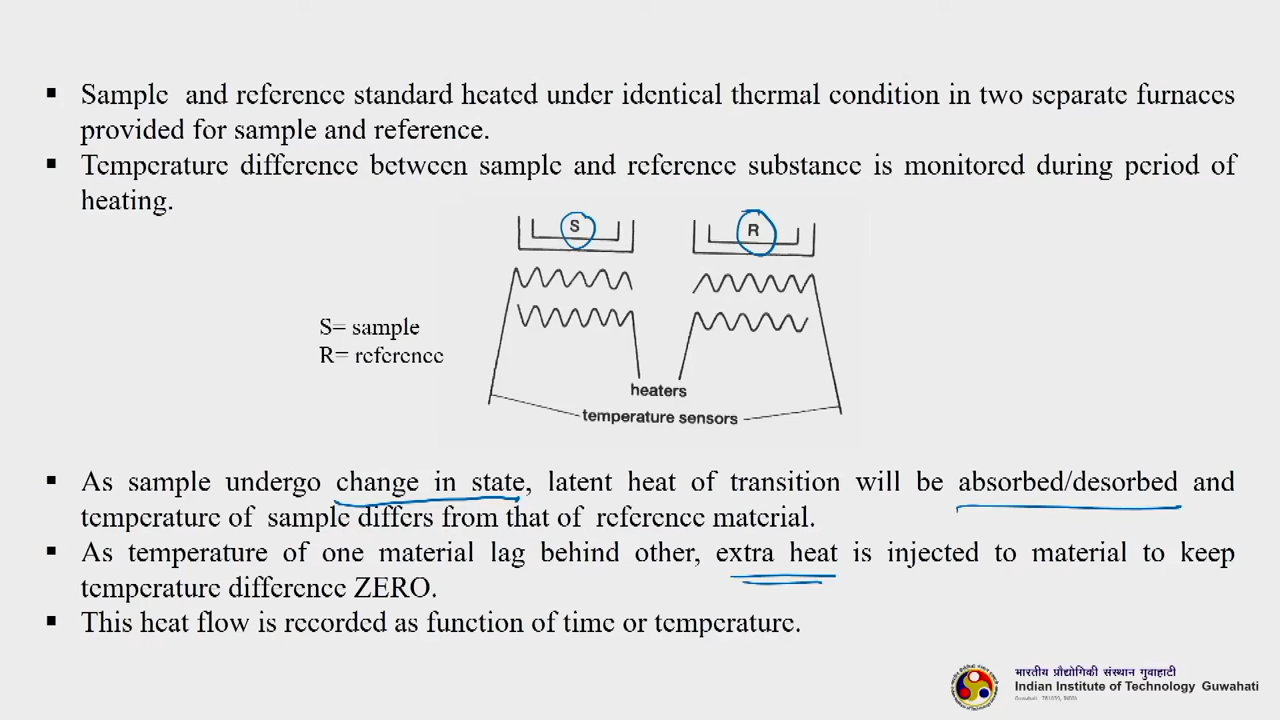 ▪ Sample and reference standard heated under identical thermal condition in two separate furnaces
provided for sample and reference.
▪ Temperature difference between sample and reference substance is monitored during period of
heating.
S R
S= sample
R= reference
heaters
temperature sensors
▪ As sample undergo change in state, latent heat of transition will be absorbed/desorbed and
temperature of sample differs from that of reference material.
▪ As temperature of one material lag behind other, extra heat is injected to material to keep
temperature difference ZERO.
▪ This heat flow is recorded as function of time or temperature.
भारतीय प्रौद्योगिकी संस्थान गुवाहाटी
Indian Institute of Technology Guwahati